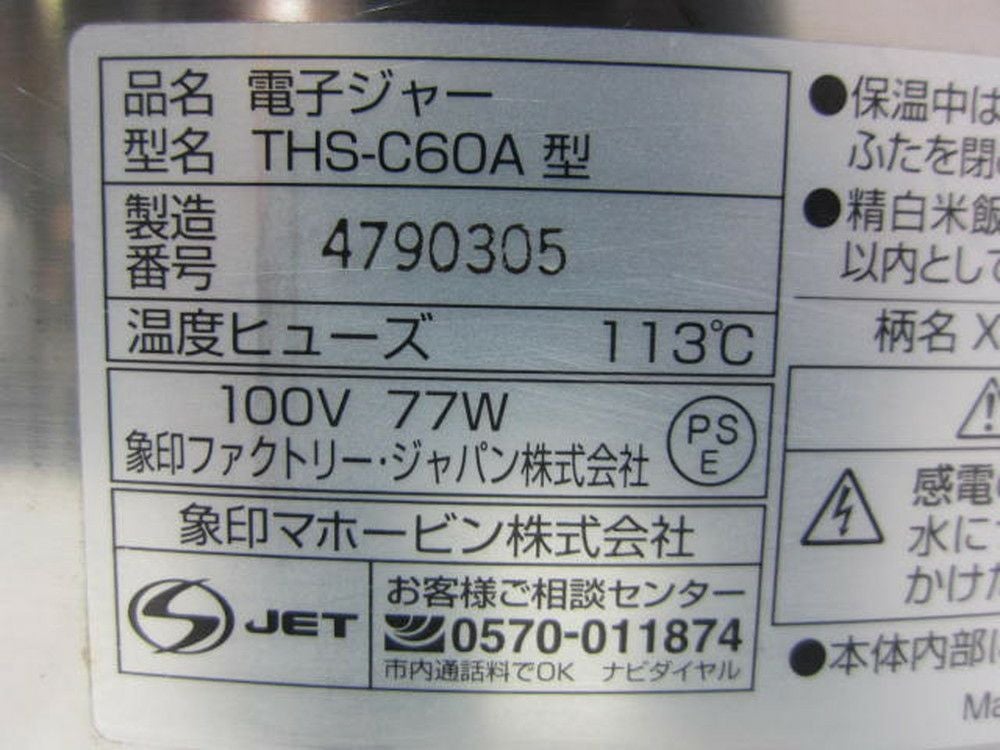 品名 電子ジャー
型名 THS-C60A 型
製造
番号 4790305
温度ヒューズ 113℃
100V 77W
象印ファクトリー・ジャパン株式会社
PS
E
象印マホービン株式会社
S JET
お客様ご相談センター
0570-011874
市内通話料でOK ナビダイヤル
●保温中は
ふたを閉
●精白米飯
以内として
柄名 X
感電
水に
かけた
●本体内部に
Ma